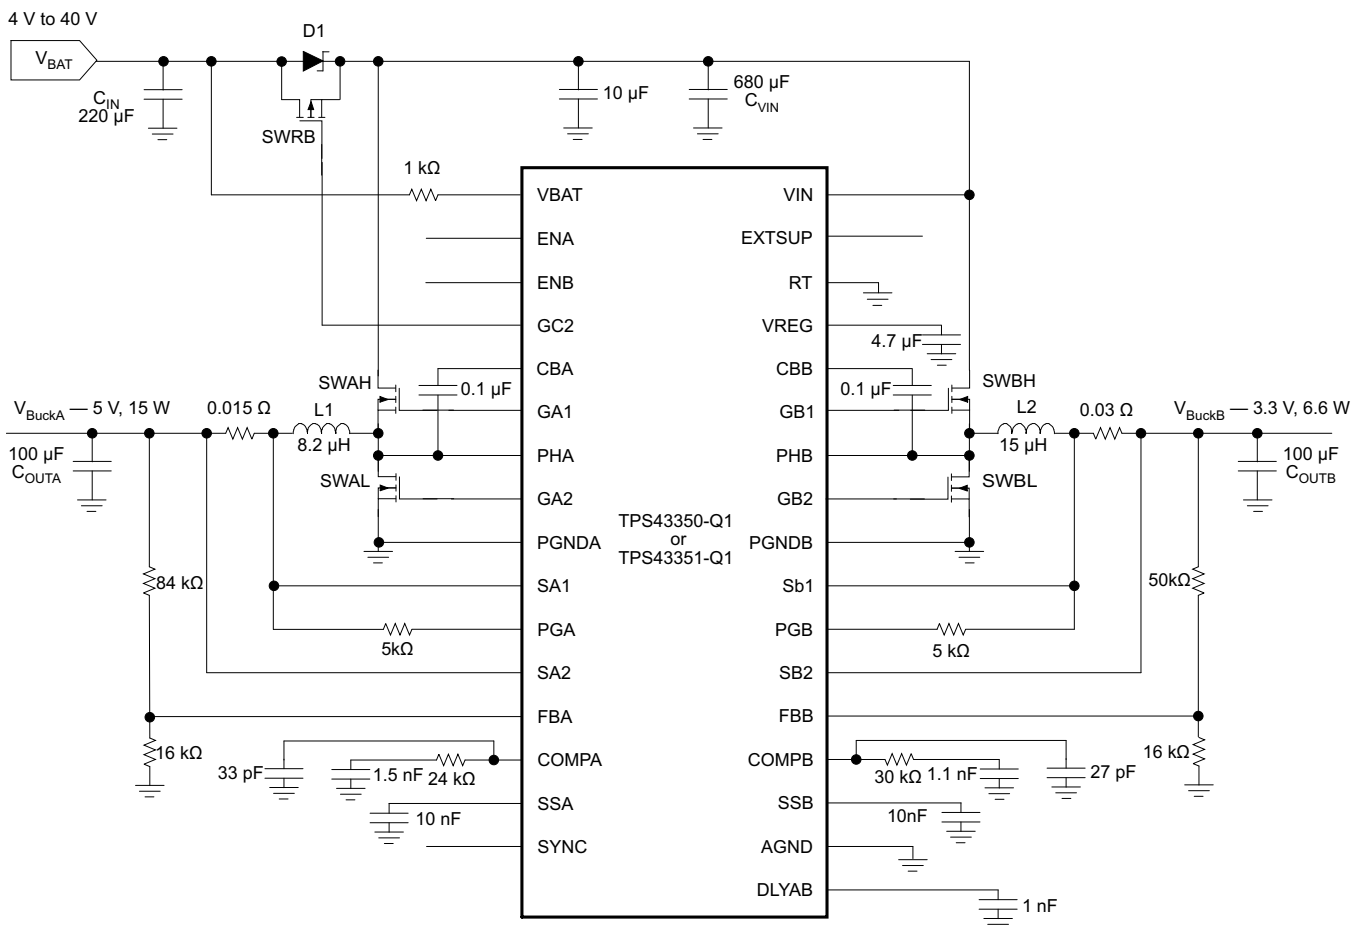 4 V to 40 V
D1
VBAT
CIN
220 µF
SWRB
10 µF
680 µF
CVIN
1 kΩ
VBAT
VIN
ENA
EXTSUP
ENB
RT
GC2
VREG
4.7 µF
CBA
CBB
SWAH
0.1 µF
0.1 µF
SWBH
VBuckA — 5 V, 15 W
0.015 Ω
L1
8.2 µH
GA1
GB1
L2
15 µH
0.03 Ω
VBuckB — 3.3 V, 6.6 W
100 µF
COUTA
PHA
PHB
100 µF
COUTB
SWAL
SWBL
GA2
GB2
TPS43350-Q1
or
TPS43351-Q1
PGNDA
PGNDB
84 kΩ
SA1
Sb1
50kΩ
PGA
PGB
5kΩ
5 kΩ
SA2
SB2
FBA
FBB
16 kΩ
16 kΩ
COMPA
COMPB
33 pF
1.5 nF
24 kΩ
30 kΩ
1.1 nF
27 pF
SSA
SSB
10 nF
10nF
SYNC
AGND
DLYAB
1 nF